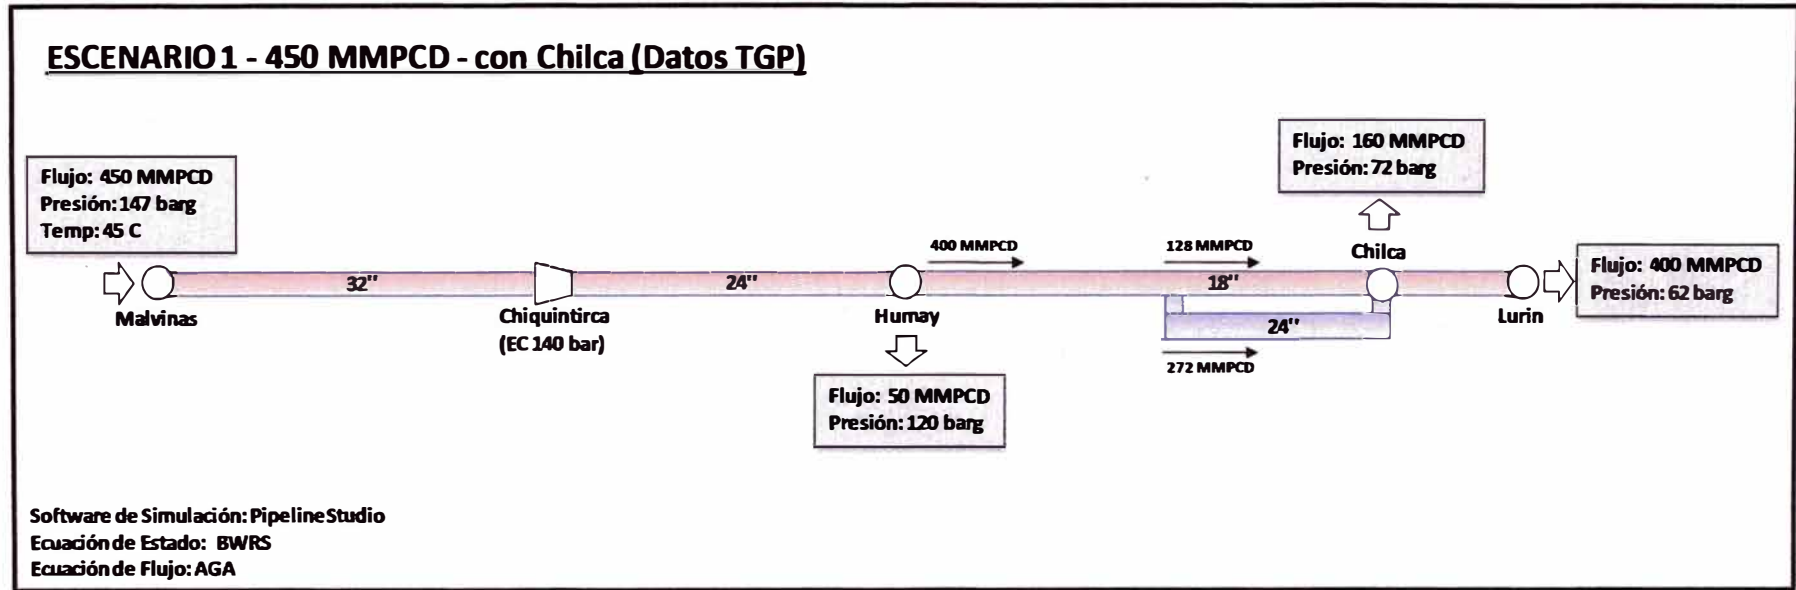 ESCENARIO 1 - 450 MMPCD - con Chilca (Datos TGP)
Flujo: 160 MMPCD
Presión: 72 barg
Flujo: 450 MMPCD
Presión: 147 barg
Temp: 45 C
400 MMPCD
128 MMPCD
Chilca
Flujo: 400 MMPCD
Presión: 62 barg
32"
24"
18"
Malvinas
Chiquintirca
(EC 140 bar)
Humay
24"
Lurin
272 MMPCD
Flujo: 50 MMPCD
Presión: 120 barg
Software de Simulación: PipelineStudio
Ecuación de Estado: BWRS
Ecuación de Flujo: AGA